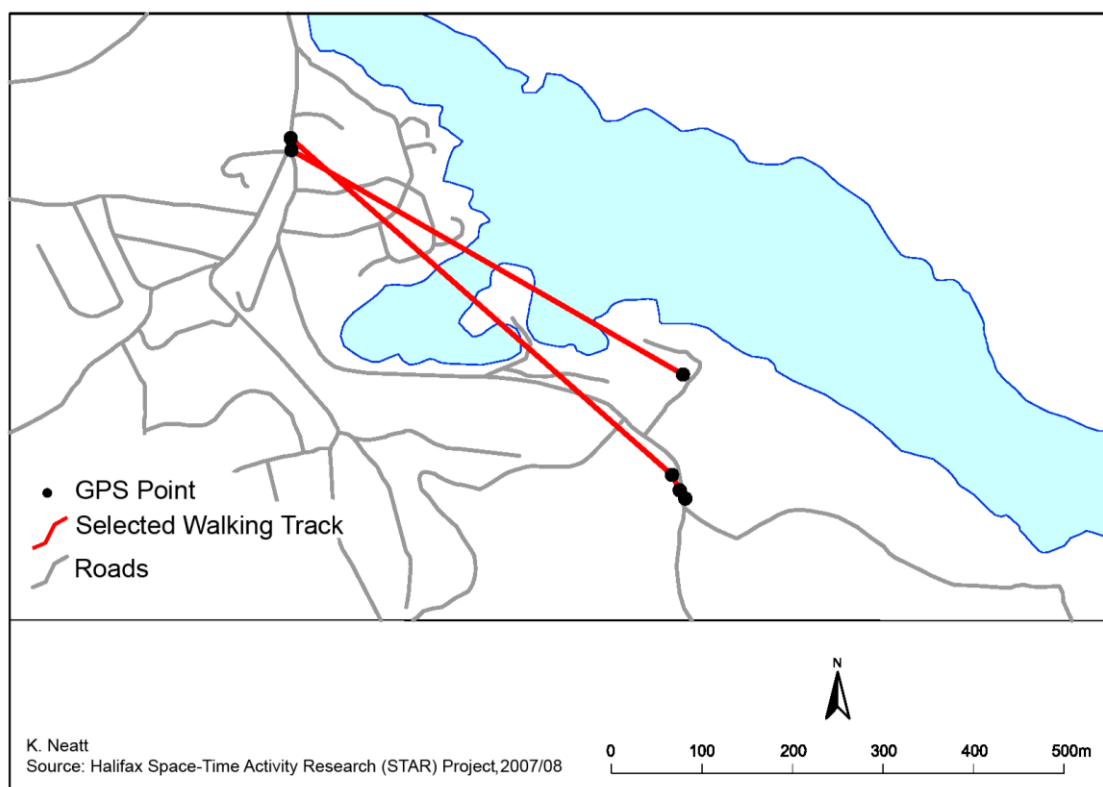 GPS Point
Selected Walking Track
Roads
N
K. Neatt
Source: Halifax Space-Time Activity Research (STAR) Project,2007/08
0 100 200 300 400 500m